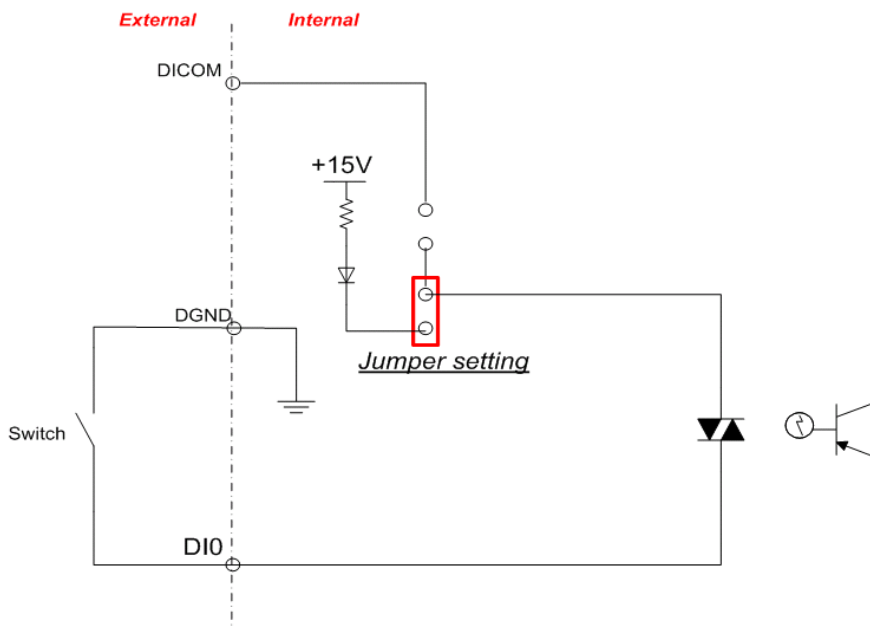 External
Internal
DICOM
+15V
DGND
Jumper setting
Switch
DI0